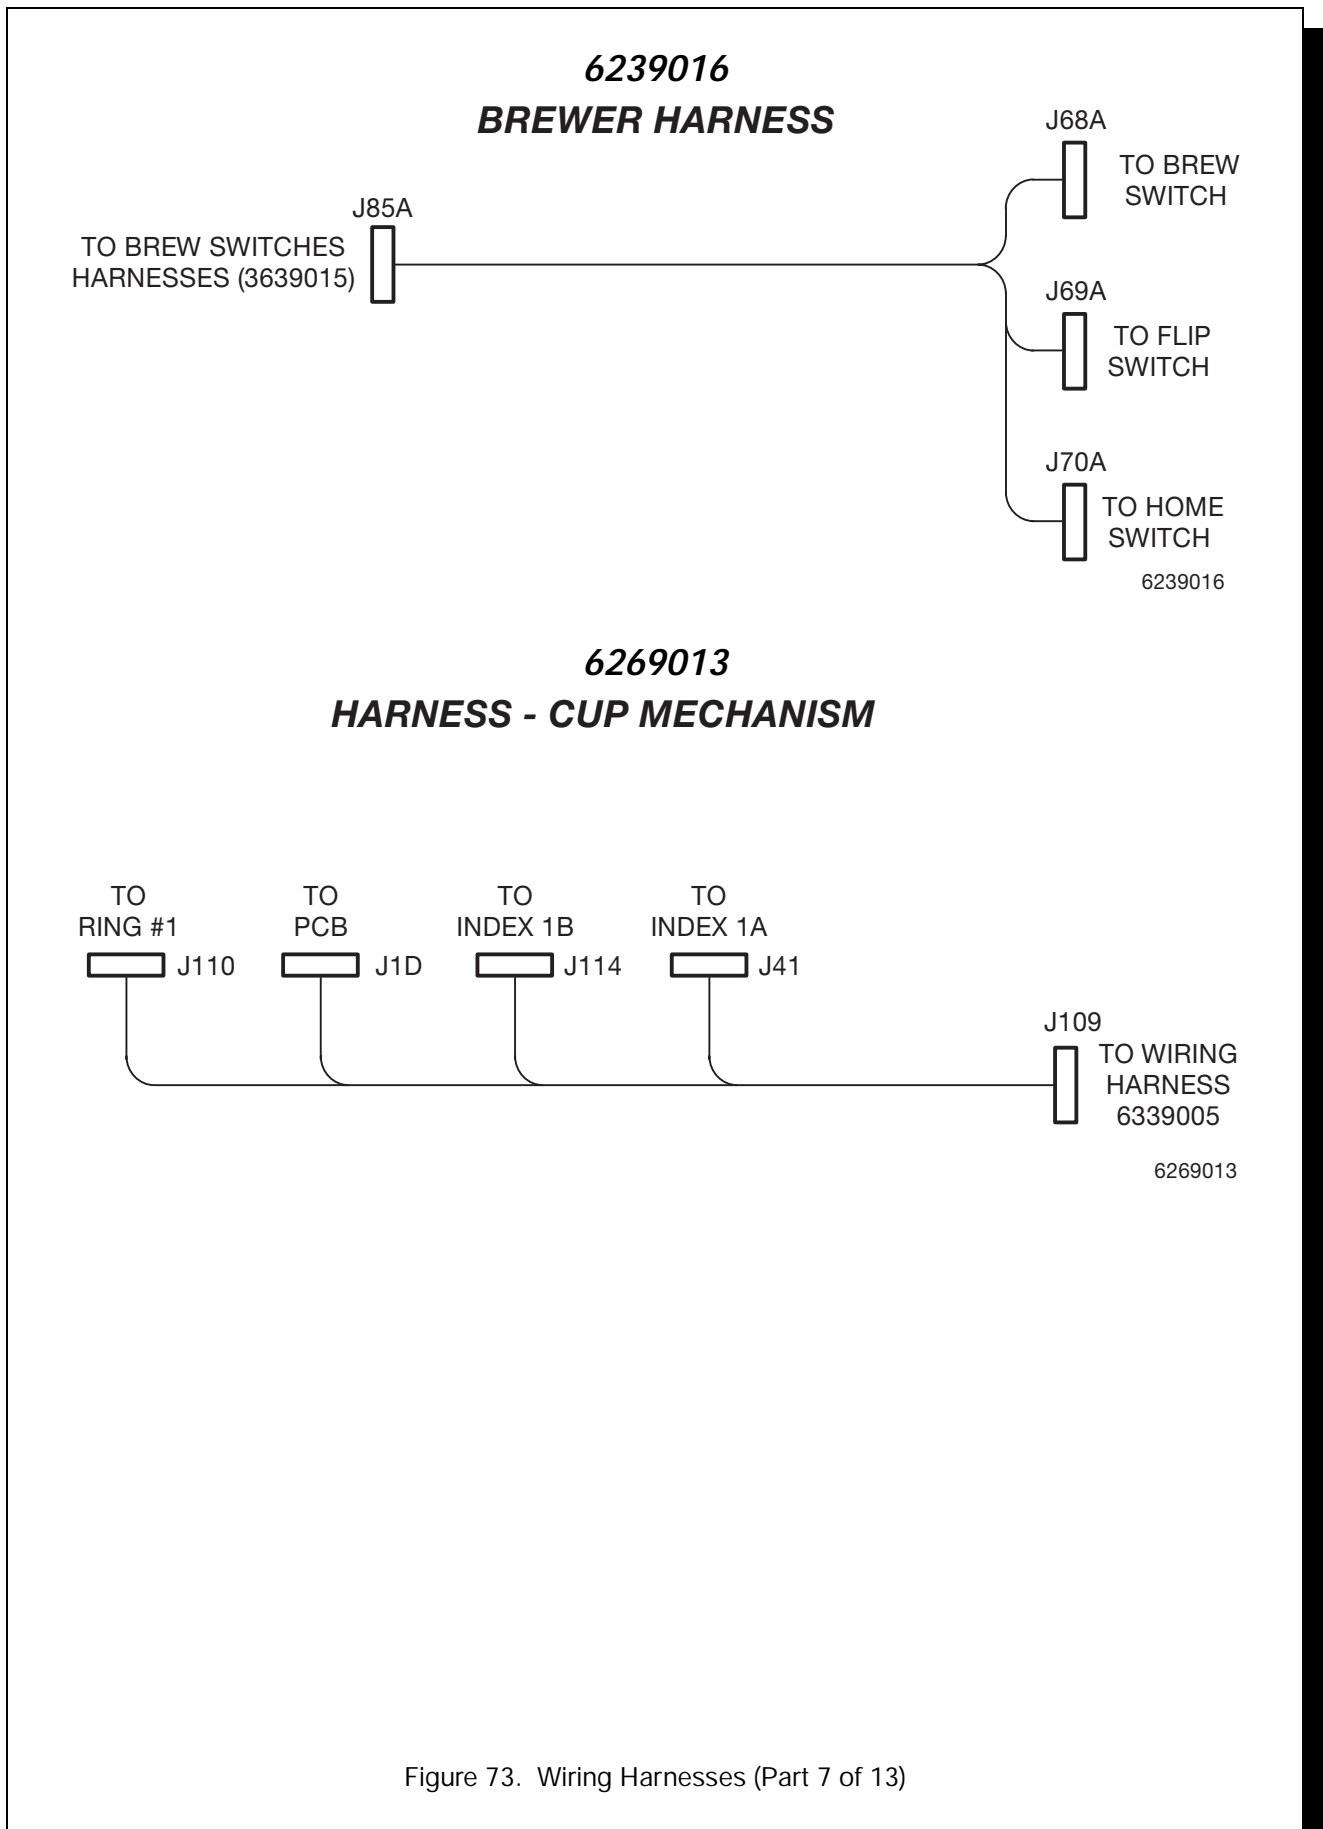 6239016
BREWER HARNESS
J68A
TO BREW
SWITCH
J85A
TO BREW SWITCHES
HARNESSES (3639015)
J69A
TO FLIP
SWITCH
J70A
TO HOME
SWITCH
6239016
6269013
HARNESS - CUP MECHANISM
TO
RING #1
J110
TO
PCB
J1D
TO
INDEX 1B
J114
TO
INDEX 1A
J41
J109
TO WIRING
HARNESS
6339005
6269013
Figure 73. Wiring Harnesses (Part 7 of 13)